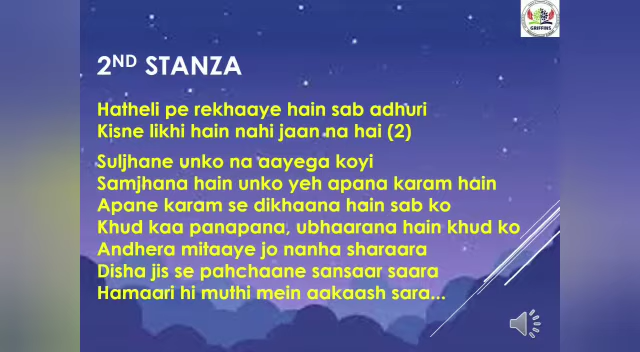 GRIFFINS
2ND STANZA
Hatheli pe rekhaaye hain sab adhuri
Kisne likhi hain nahi jaan na hai (2)
Suljhane unko na aayega koyi
Samjhana hain unko yeh apana karam hain
Apane karam se dikhaana hain sab ko
Khud kaa panapana, ubhaarana hain khud ko
Andhera mitaaye jo nanha sharaara
Disha jis se pahchaane sansaar saara
Hamaari hi muthi mein aakaash sara...